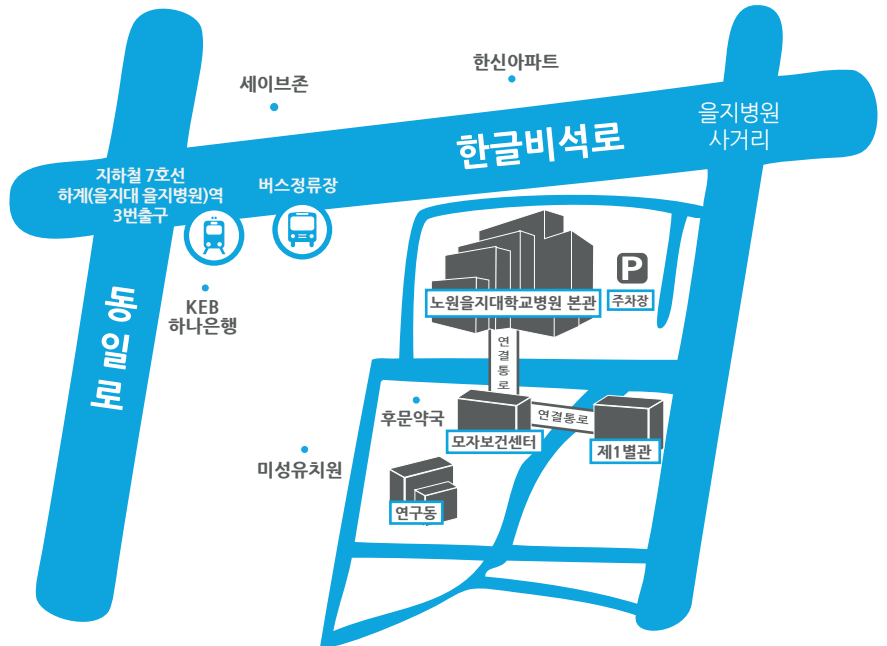 한신아파트
세이브존
을지병원
사거리
한글비석로
지하철 7호선
하계(을지대 을지병원)역
3번출구
버스정류장
P
노원을지대학교병원 본관
주차장
KEB
하나은행
동일로
연결통로
후문약국
모자보건센터
연결통로
제1별관
미성유치원
연구동